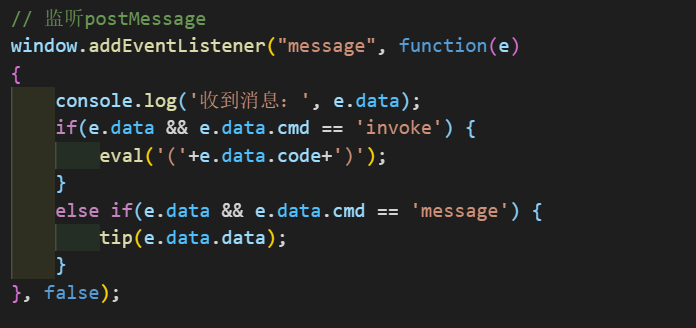 // 监听postMessage
window.addEventListener("message", function(e)
{
    console.log('收到消息：', e.data);
    if(e.data && e.data.cmd == 'invoke') {
        eval('('+e.data.code+')');
    }
    else if(e.data && e.data.cmd == 'message') {
        tip(e.data.data);
    }
}, false);